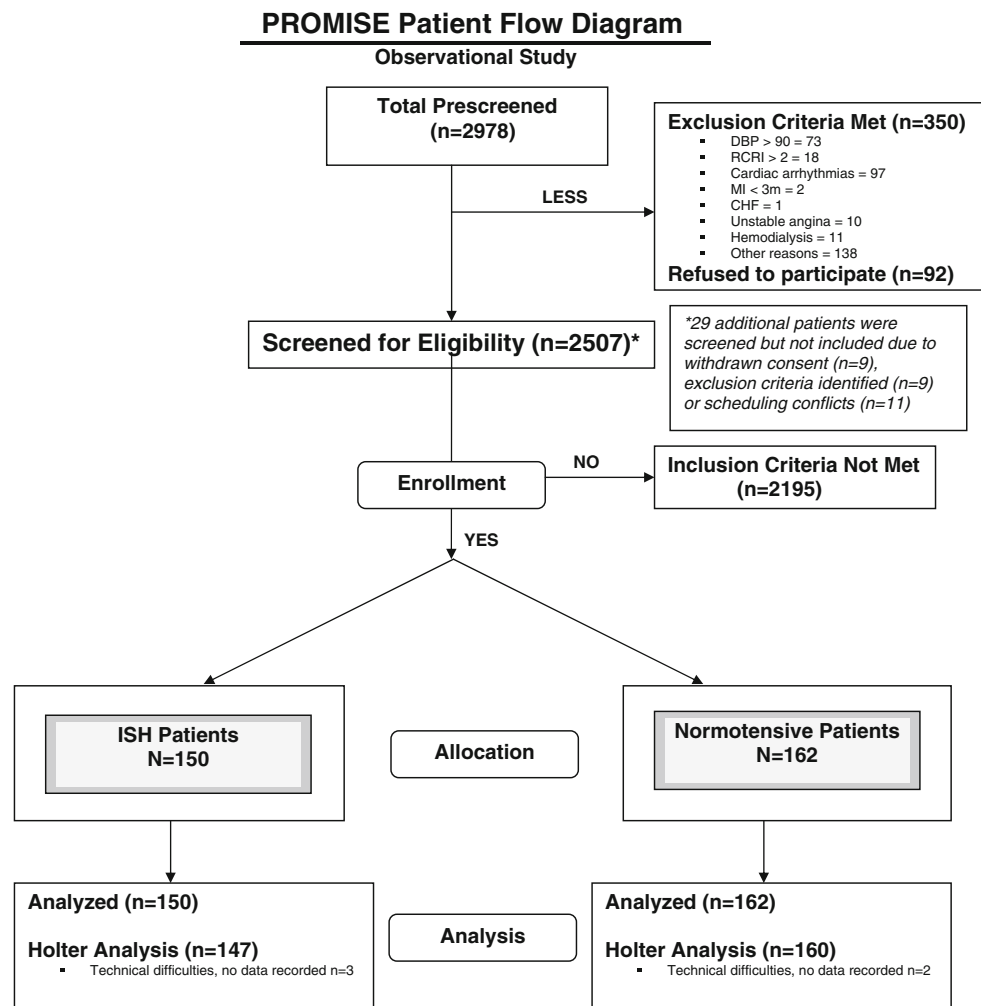 PROMISE Patient Flow Diagram
Observational Study
Total Prescreened
(n=2978)
Exclusion Criteria Met (n=350)
▪ DBP > 90 = 73
▪ RCRI > 2 = 18
▪ Cardiac arrhythmias = 97
▪ MI < 3m = 2
▪ CHF = 1
▪ Unstable angina = 10
▪ Hemodialysis = 11
▪ Other reasons = 138
Refused to participate (n=92)
LESS
Screened for Eligibility (n=2507)*
*29 additional patients were
screened but not included due to
withdrawn consent (n=9),
exclusion criteria identified (n=9)
or scheduling conflicts (n=11)
Enrollment
NO
Inclusion Criteria Not Met
(n=2195)
YES
ISH Patients
N=150
Allocation
Normotensive Patients
N=162
Analyzed (n=150)
Holter Analysis (n=147)
▪ Technical difficulties, no data recorded n=3
Analysis
Analyzed (n=162)
Holter Analysis (n=160)
▪ Technical difficulties, no data recorded n=2